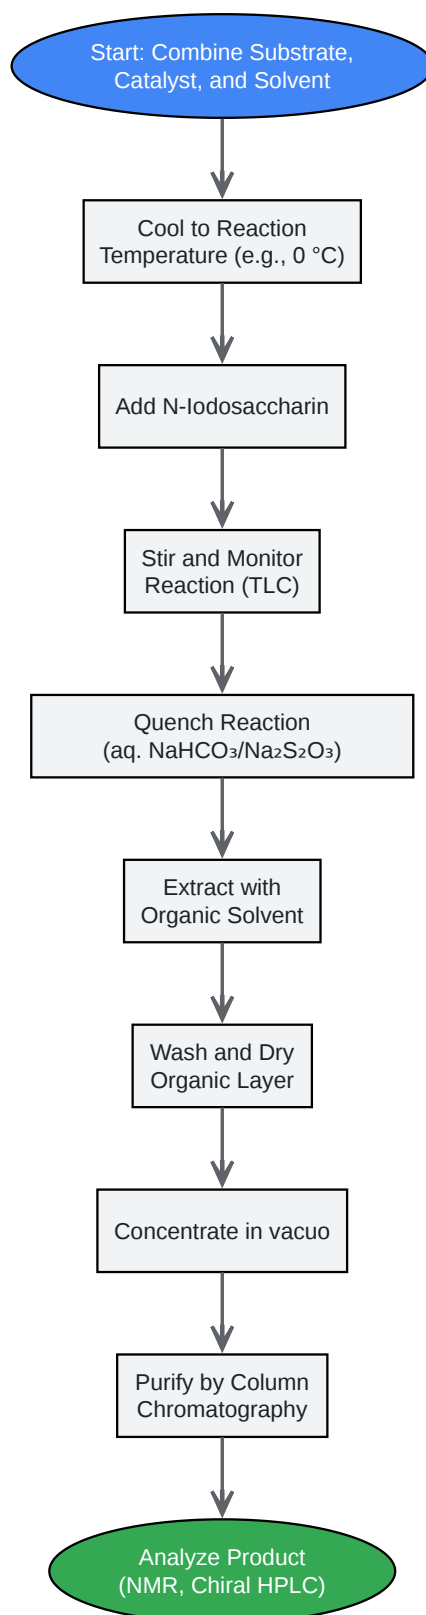 Start: Combine Substrate,
Catalyst, and Solvent
Cool to Reaction
Temperature (e.g., 0 °C)
Add N-Iodosaccharin
Stir and Monitor
Reaction (TLC)
Quench Reaction
(aq. NaHCO₃/Na₂S₂O₃)
Extract with
Organic Solvent
Wash and Dry
Organic Layer
Concentrate in vacuo
Purify by Column
Chromatography
Analyze Product
(NMR, Chiral HPLC)